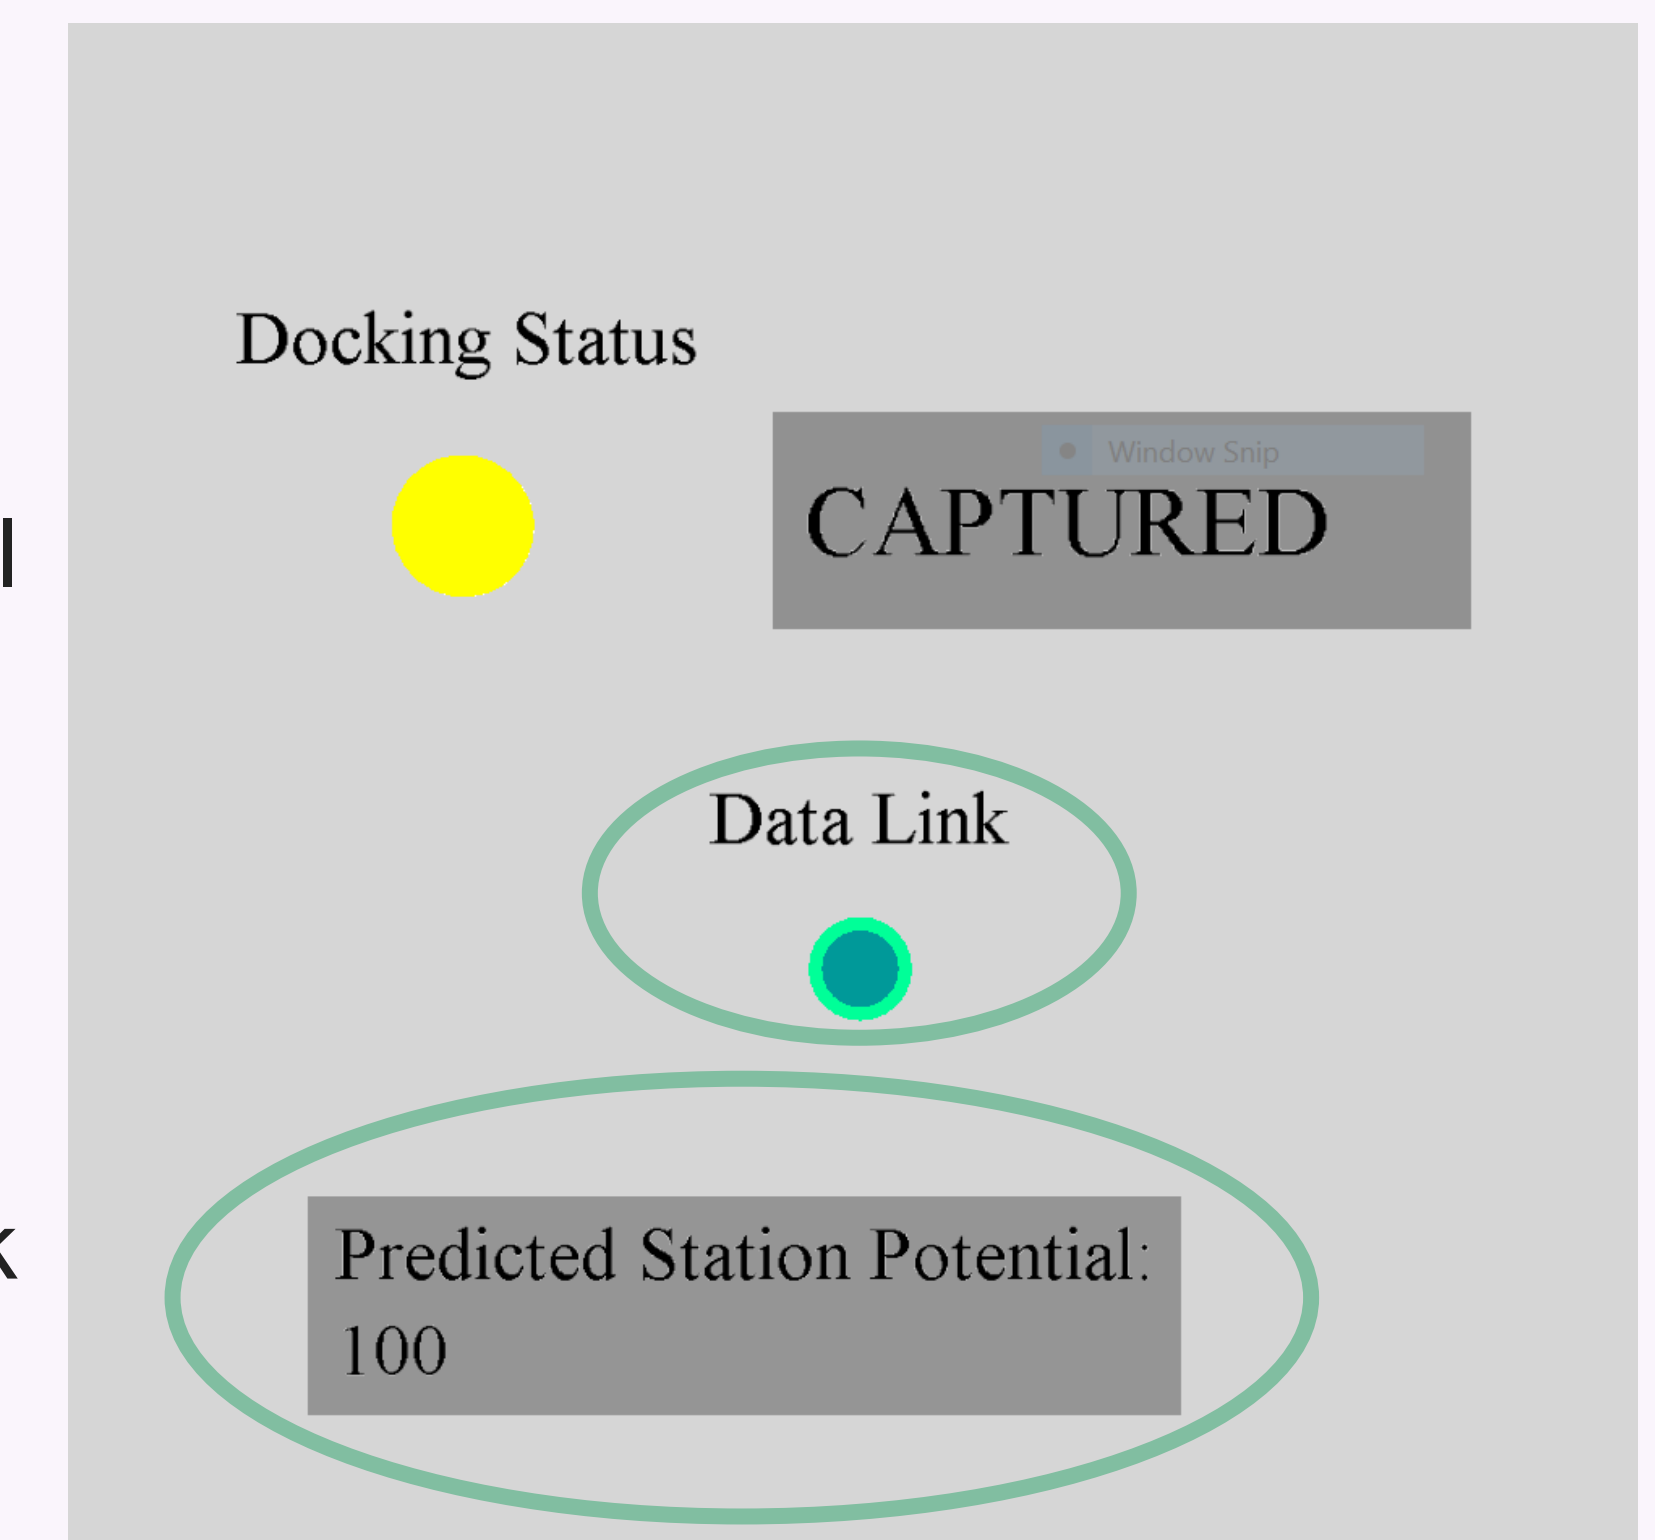 Docking Status
Window Snip
CAPTURED
l
Data Link
k
Predicted Station Potential:
100